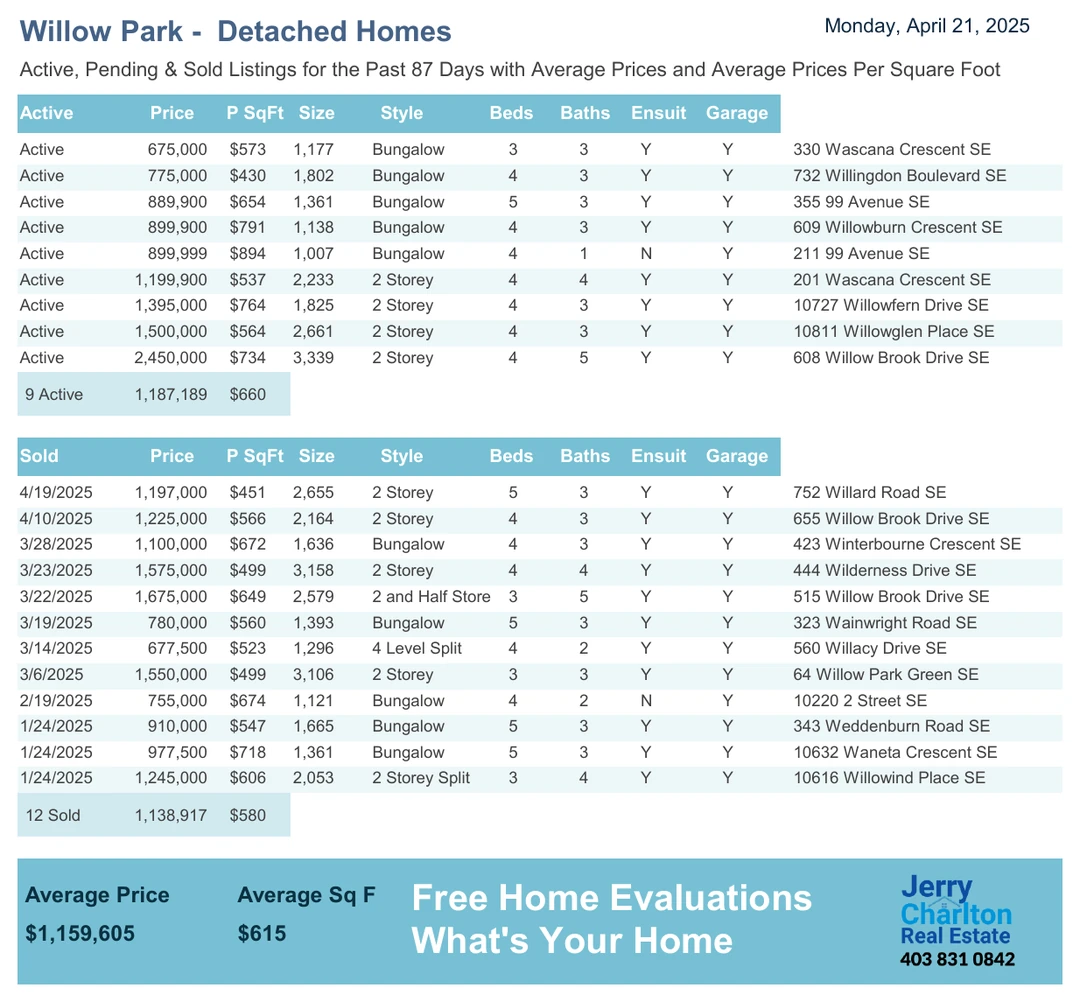 Willow Park -  Detached Homes
Monday, April 21, 2025
Active, Pending & Sold Listings for the Past 87 Days with Average Prices and Average Prices Per Square Foot
Active Price P SqFt Size Style Beds Baths Ensuit Garage
Active 675,000 $573 1,177 Bungalow 3 3 Y Y 330 Wascana Crescent SE
Active 775,000 $430 1,802 Bungalow 4 3 Y Y 732 Willingdon Boulevard SE
Active 889,900 $654 1,361 Bungalow 5 3 Y Y 355 99 Avenue SE
Active 899,900 $791 1,138 Bungalow 4 3 Y Y 609 Willowburn Crescent SE
Active 899,999 $894 1,007 Bungalow 4 1 N Y 211 99 Avenue SE
Active 1,199,900 $537 2,233 2 Storey 4 4 Y Y 201 Wascana Crescent SE
Active 1,395,000 $764 1,825 2 Storey 4 3 Y Y 10727 Willowfern Drive SE
Active 1,500,000 $564 2,661 2 Storey 4 3 Y Y 10811 Willowglen Place SE
Active 2,450,000 $734 3,339 2 Storey 4 5 Y Y 608 Willow Brook Drive SE
9 Active 1,187,189 $660
Sold Price P SqFt Size Style Beds Baths Ensuit Garage
4/19/2025 1,197,000 $451 2,655 2 Storey 5 3 Y Y 752 Willard Road SE
4/10/2025 1,225,000 $566 2,164 2 Storey 4 3 Y Y 655 Willow Brook Drive SE
3/28/2025 1,100,000 $672 1,636 Bungalow 4 3 Y Y 423 Winterbourne Crescent SE
3/23/2025 1,575,000 $499 3,158 2 Storey 4 4 Y Y 444 Wilderness Drive SE
3/22/2025 1,675,000 $649 2,579 2 and Half Store 3 5 Y Y 515 Willow Brook Drive SE
3/19/2025 780,000 $560 1,393 Bungalow 5 3 Y Y 323 Wainwright Road SE
3/14/2025 677,500 $523 1,296 4 Level Split 4 2 Y Y 560 Willacy Drive SE
3/6/2025 1,550,000 $499 3,106 2 Storey 3 3 Y Y 64 Willow Park Green SE
2/19/2025 755,000 $674 1,121 Bungalow 4 2 N Y 10220 2 Street SE
1/24/2025 910,000 $547 1,665 Bungalow 5 3 Y Y 343 Weddenburn Road SE
1/24/2025 977,500 $718 1,361 Bungalow 5 3 Y Y 10632 Waneta Crescent SE
1/24/2025 1,245,000 $606 2,053 2 Storey Split 3 4 Y Y 10616 Willowind Place SE
12 Sold 1,138,917 $580
Average Price Average Sq F
$1,159,605 $615
Free Home Evaluations
What's Your Home
Jerry
Charlton
Real Estate
403 831 0842